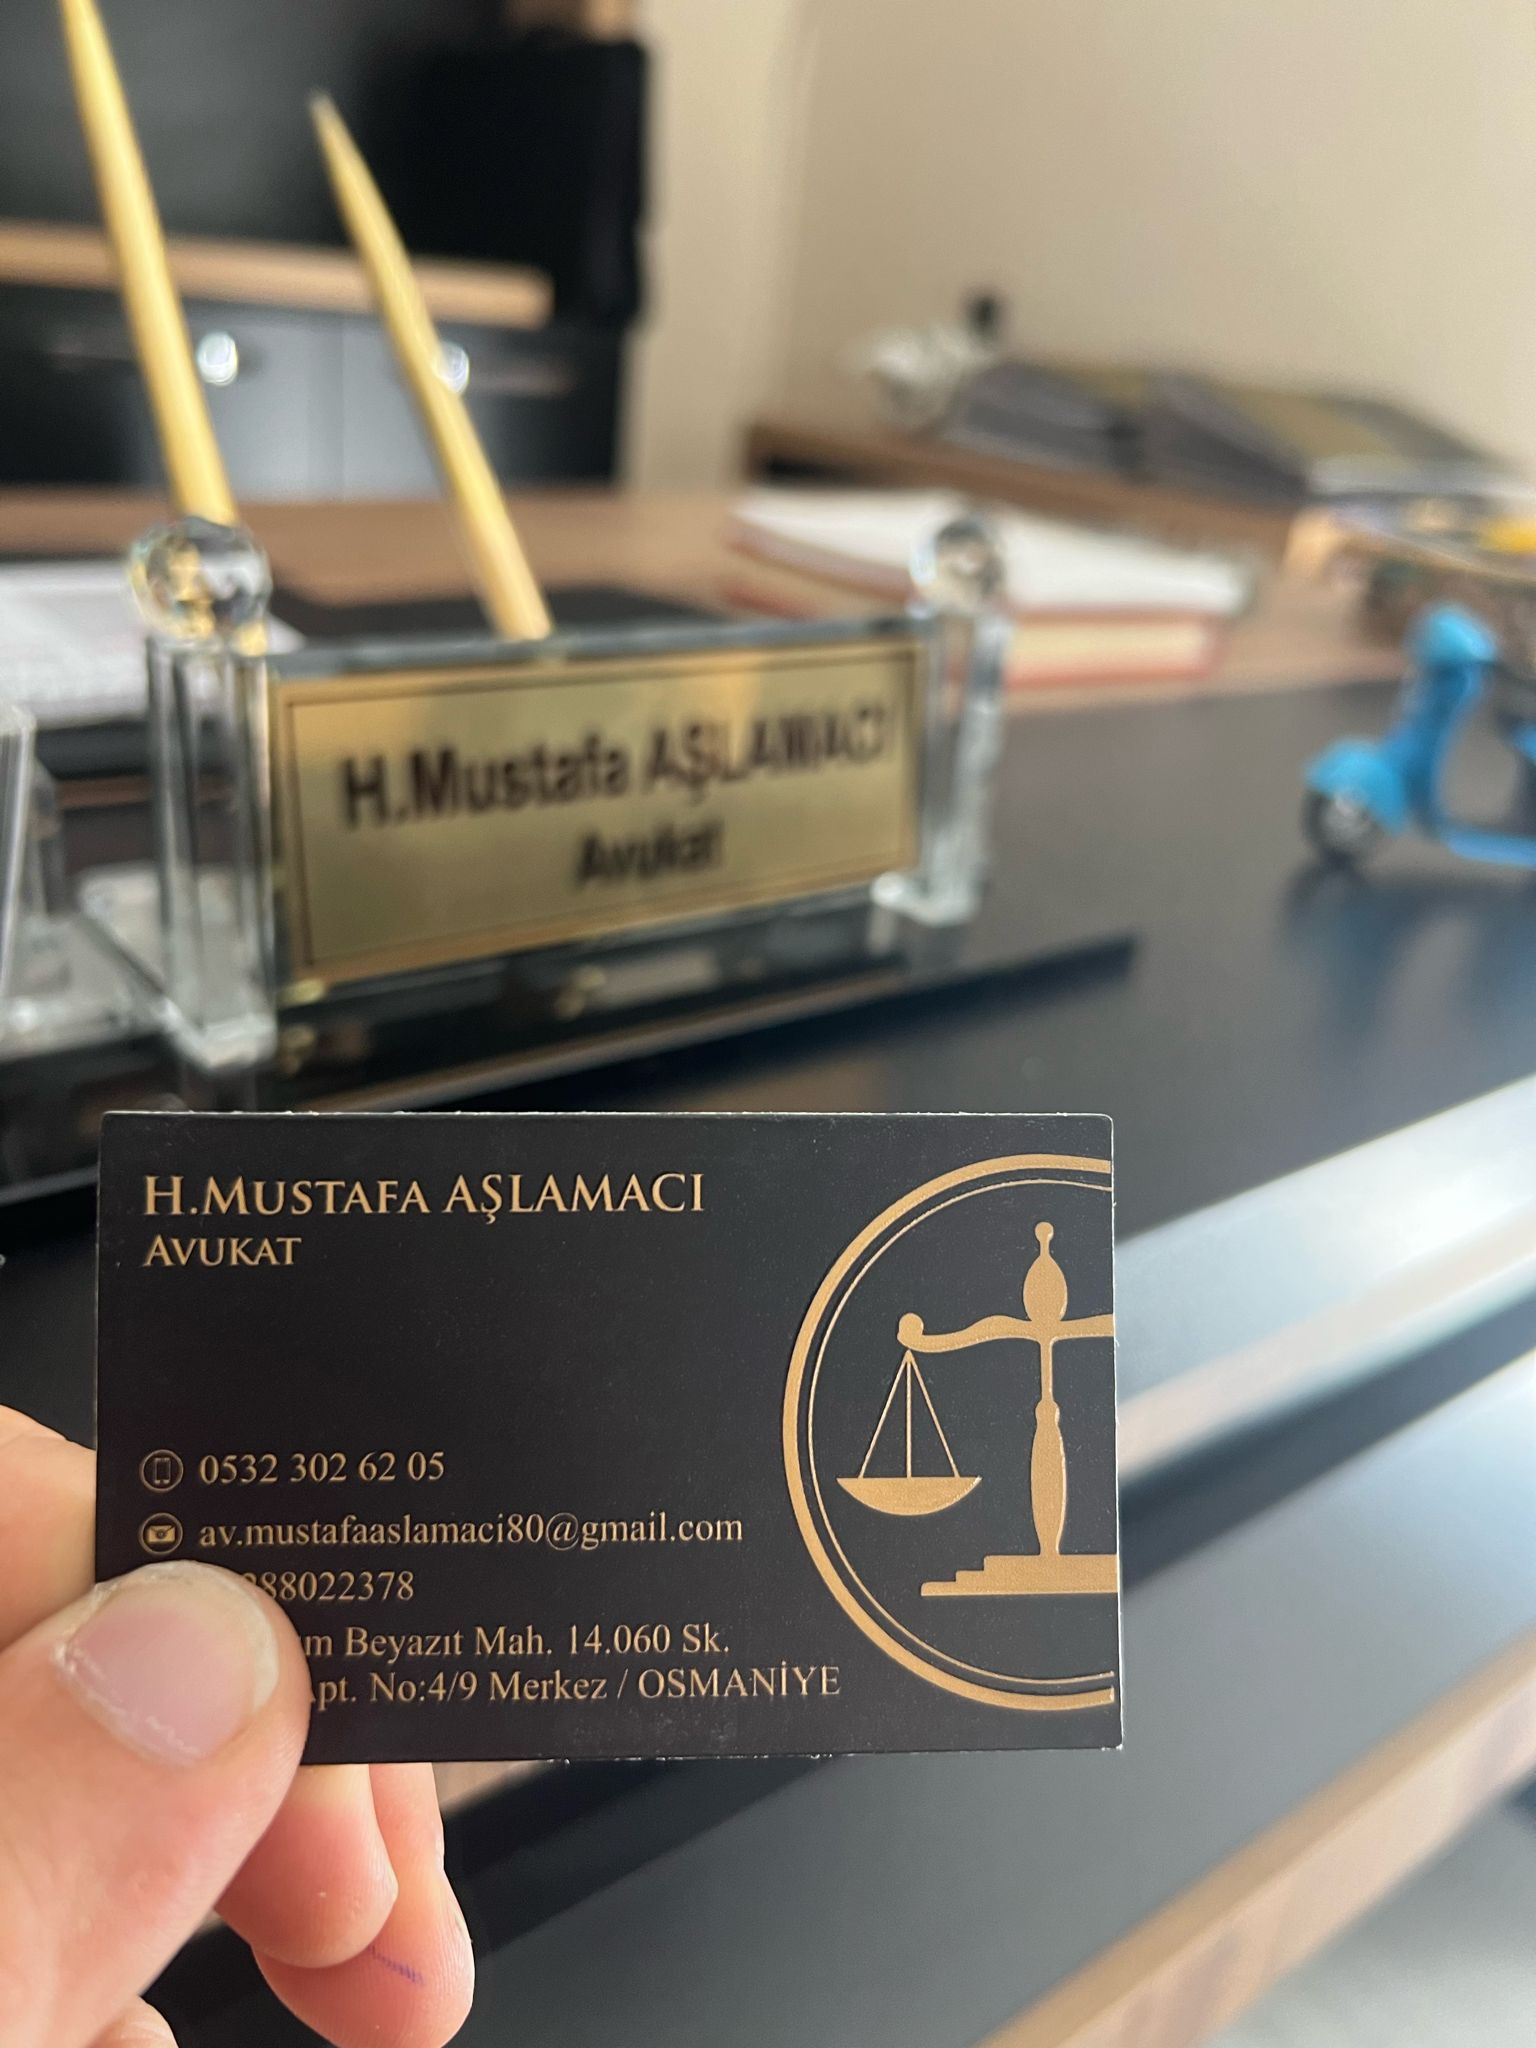 H.Mustafa AŞLAMACI
Avukat
H.MUSTAFA AŞLAMACI
AVUKAT
0532 302 62 05
av.mustafaaslamaci80@gmail.com
88022378
Beyazıt Mah. 14.060 Sk.
No:4/9 Merkez / OSMANİYE